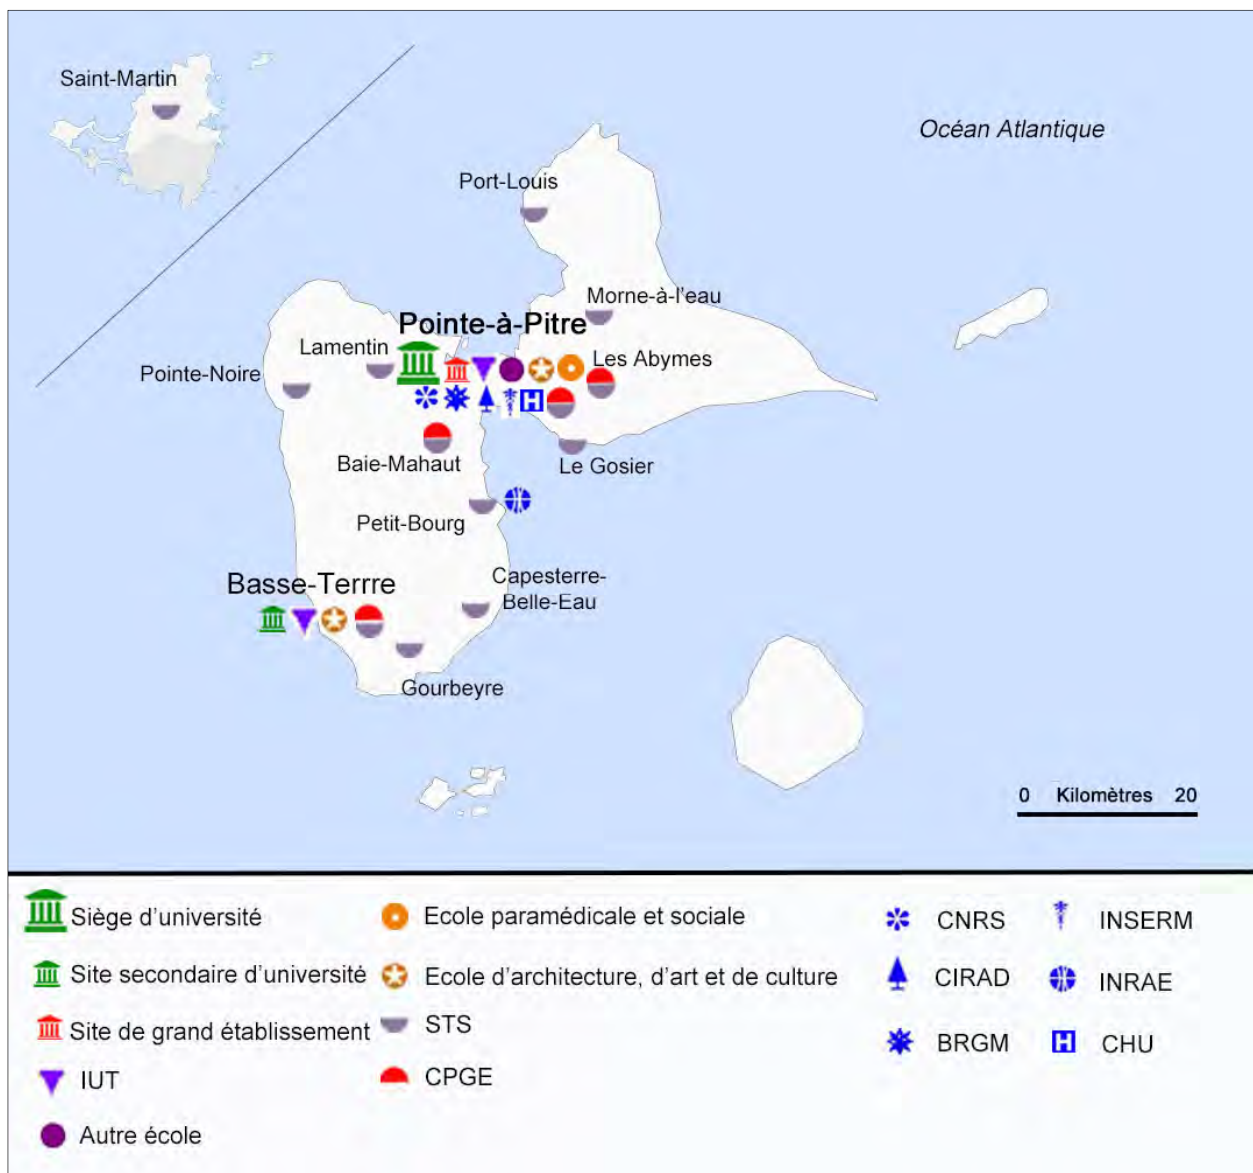 Saint-Martin
Océan Atlantique
Port-Louis
Morne-à-l'eau
Pointe-à-Pitre
Lamentin
Les Abymes
Pointe-Noire
Baie-Mahaut
Le Gosier
Petit-Bourg
Basse-Terrre
Capesterre-
Belle-Eau
Gourbeyre
0 Kilomètres 20
Siège d'université
Site secondaire d'université
Site de grand établissement
IUT
Autre école
Ecole paramédicale et sociale
Ecole d'architecture, d'art et de culture
STS
CPGE
CNRS
CIRAD
BRGM
INSERM
INRAE
CHU